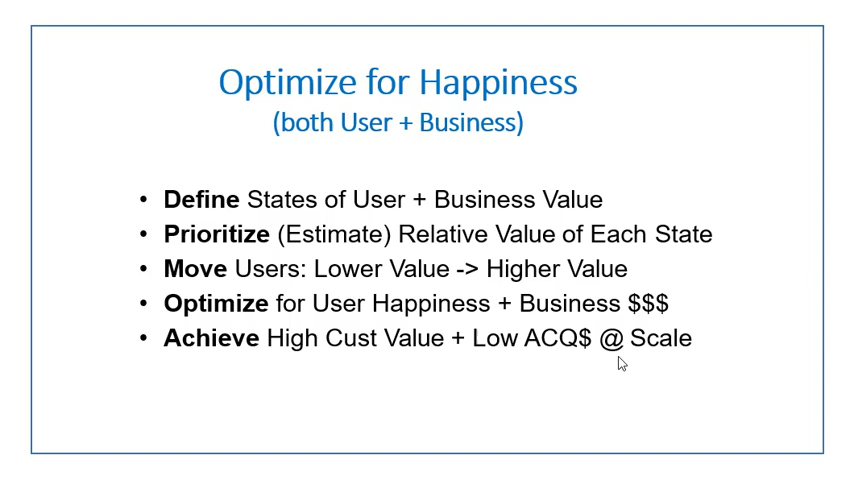 Optimize for Happiness
(both User + Business)
• Define States of User + Business Value
• Prioritize (Estimate) Relative Value of Each State
• Move Users: Lower Value -> Higher Value
• Optimize for User Happiness + Business $$$
• Achieve High Cust Value + Low ACQ$ @ Scale